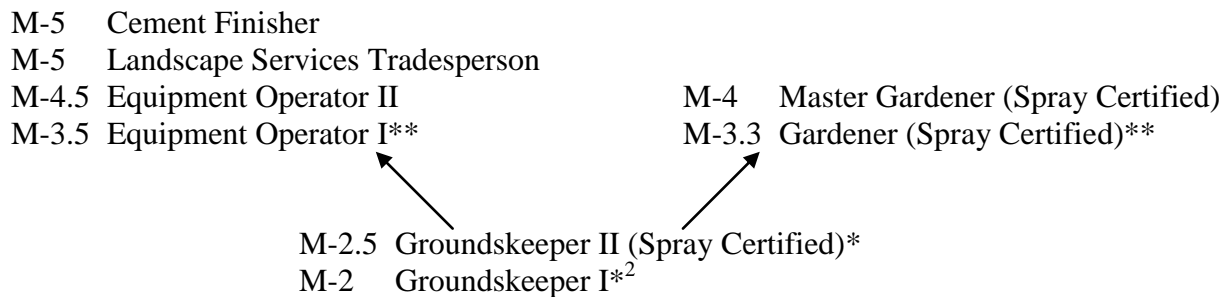 M-5 Cement Finisher
M-5 Landscape Services Tradesperson
M-4.5 Equipment Operator II
M-4 Master Gardener (Spray Certified)
M-3.5 Equipment Operator I**
M-3.3 Gardener (Spray Certified)**
M-2.5 Groundskeeper II (Spray Certified)*
M-2 Groundskeeper I*²